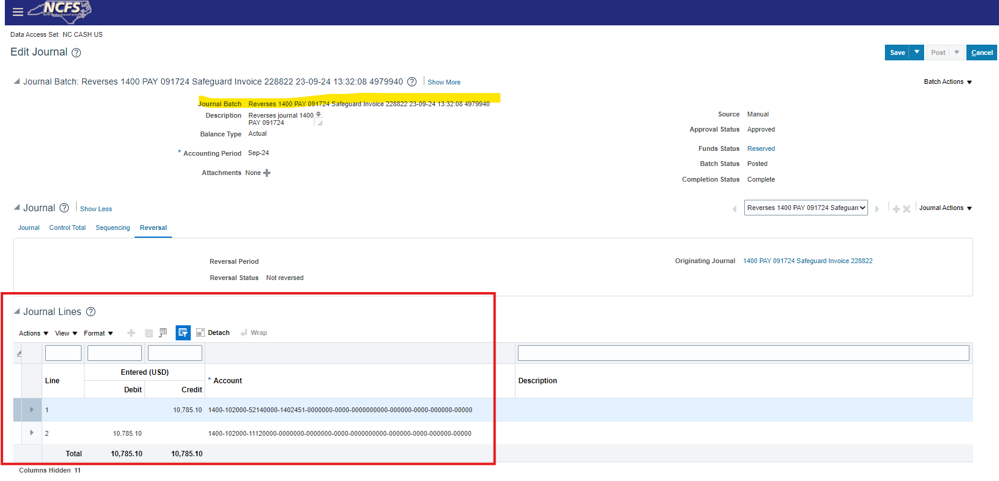 NCFS
North Carolina Financial System
Data Access Set: NC CASH US
Edit Journal
Save
Post
Cancel
Journal Batch: Reverses 1400 PAY 091724 Safeguard Invoice 228822 23-09-24 13:32:08 4979940
Show More
Batch Actions
Journal Batch Reverses 1400 PAY 091724 Safeguard Invoice 228822 23-09-24 13:32:08 4979940
Description Reverses journal 1400
PAY 091724
Balance Type Actual
* Accounting Period Sep-24
Attachments None
Source Manual
Approval Status Approved
Funds Status Reserved
Batch Status Posted
Completion Status Complete
Journal
Show Less
Reverses 1400 PAY 091724 Safeguard
Journal Actions
Journal Control Total Sequencing Reversal
Reversal Period
Reversal Status Not reversed
Originating Journal 1400 PAY 091724 Safeguard Invoice 228822
Journal Lines
Actions View Format Detach Wrap
Line
Entered (USD)
Debit Credit
* Account
Description
1 10,785.10 1400-102000-52140000-1402451-0000000-0000-0000000000-000000-0000-000000-00000
2 10,785.10 1400-102000-11120000-0000000-0000000-0000-0000000000-000000-0000-000000-00000
Total 10,785.10 10,785.10
Columns Hidden 11